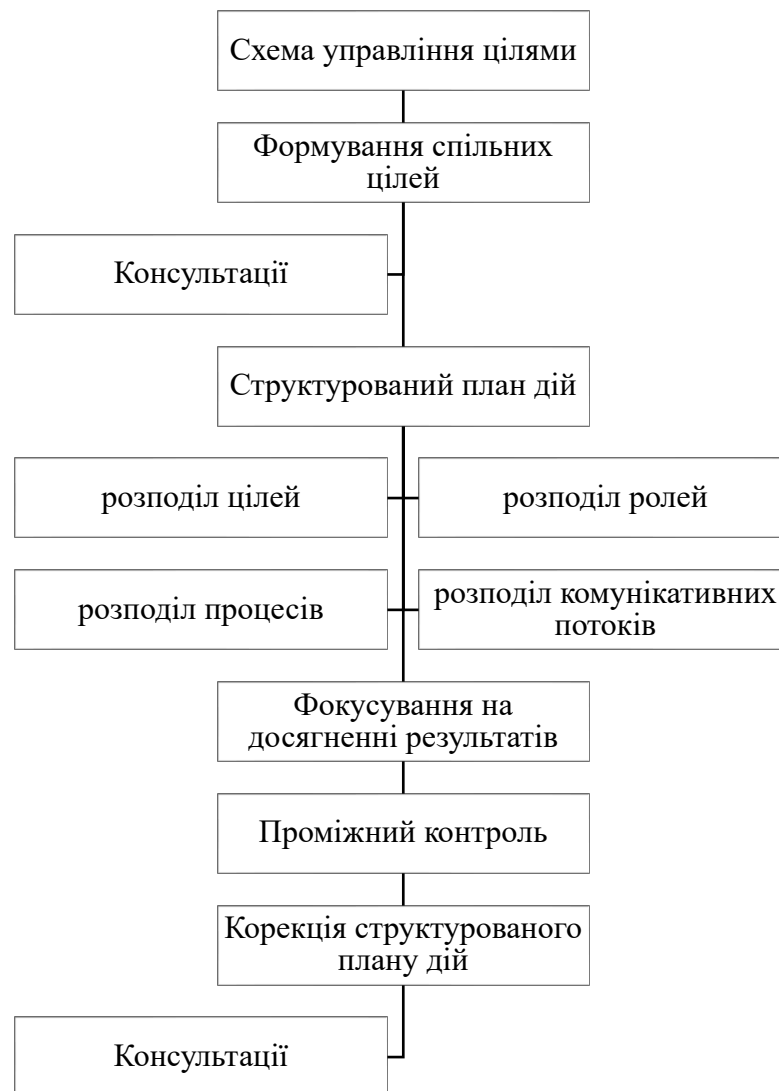 Схема управління цілями
Формування спільних
цілей
Консультації
Структурований план дій
розподіл цілей
розподіл ролей
розподіл процесів
розподіл комунікативних
потоків
Фокусування на
досягненні результатів
Проміжний контроль
Корекція структурованого
плану дій
Консультації